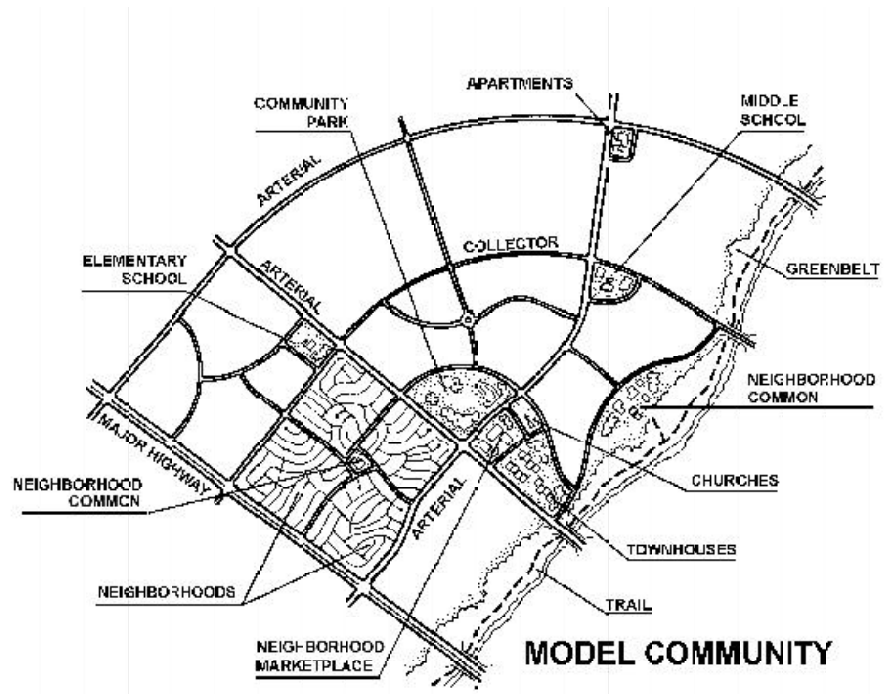 APARTMENTS
COMMUNITY
PARK
MIDDLE
SCHOOL
ARTERIAL
COLLECTOR
ELEMENTARY
SCHOOL
ARTERIAL
GREENBELT
NEIGHBORHOOD
COMMON
MAJOR HIGHWAY
NEIGHBORHOOD
COMMON
ARTERIAL
CHURCHES
TOWNHOUSES
NEIGHBORHOODS
TRAIL
NEIGHBORHOOD
MARKETPLACE
MODEL COMMUNITY